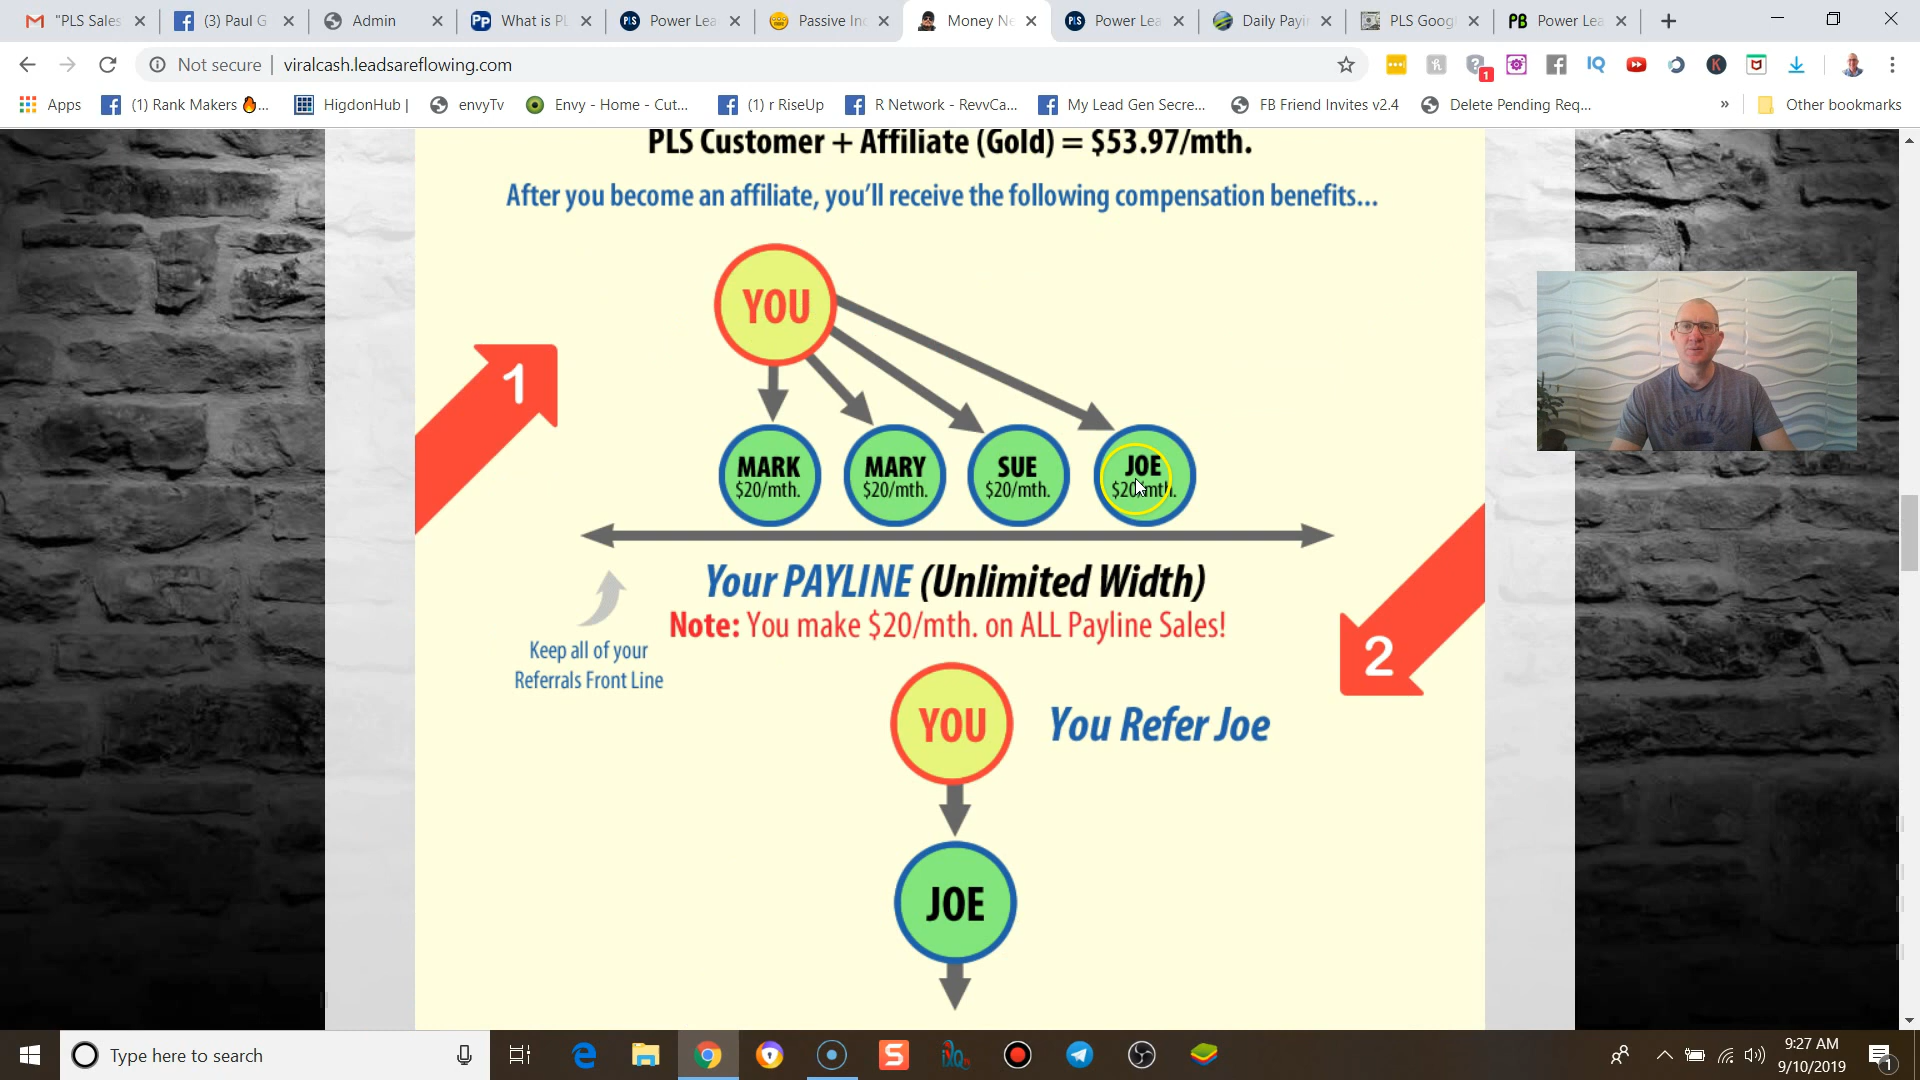 "PLS Sales
(3) Paul G
Admin
What is PL
Power Lea
Passive Inc
Money Ne
Power Lea
Daily Payi
PLS Goog
Power Lea
Not secure
viralcash.leadsareflowing.com
Apps
(1) Rank Makers 🔥...
HigdonHub |
envyTv
Envy - Home - Cut...
(1) r RiseUp
R Network - RevvCa...
My Lead Gen Secre...
FB Friend Invites v2.4
Delete Pending Req...
»
Other bookmarks
PLS Customer + Affiliate (Gold) = $53.97/mth.
After you become an affiliate, you'll receive the following compensation benefits...
YOU
1
MARK
$20/mth.
MARY
$20/mth.
SUE
$20/mth.
JOE
$20/mth.
Your PAYLINE (Unlimited Width)
Note: You make $20/mth. on ALL Payline Sales!
Keep all of your
Referrals Front Line
2
YOU
You Refer Joe
JOE
Type here to search
9:27 AM
9/10/2019
1